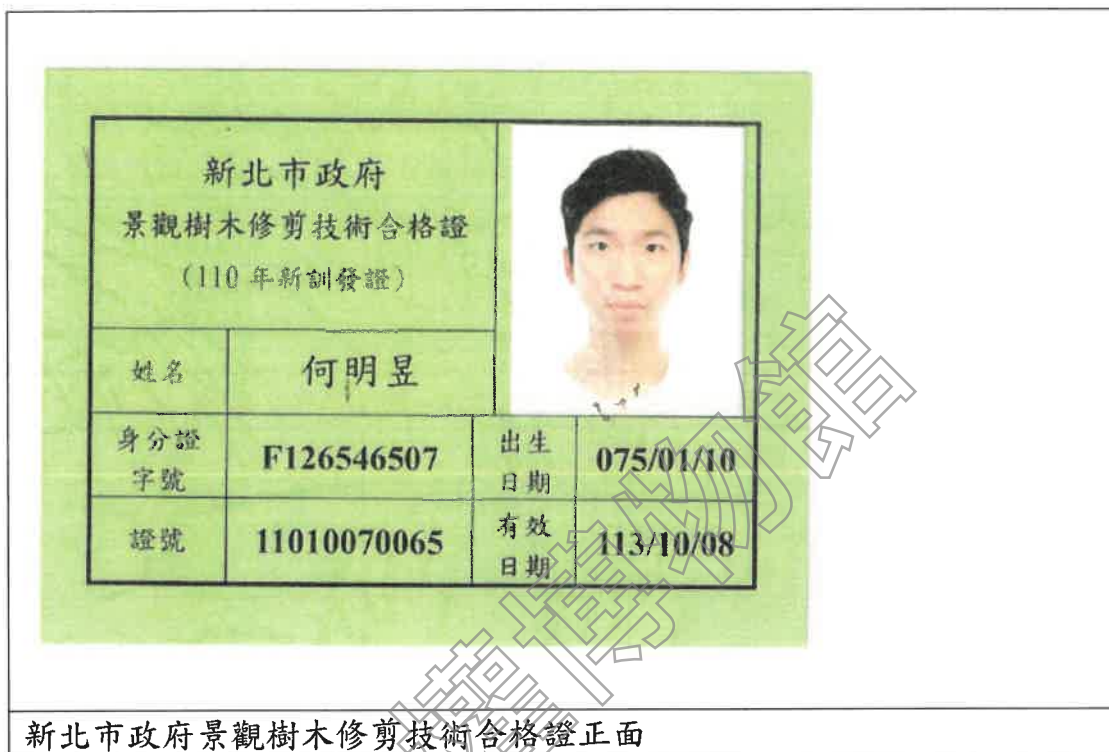 新北市政府
景觀樹木修剪技術合格證
(110 年新訓發證)
姓名 何明昱
身分證字號 F126546507 出生日期 075/01/10
證號 11010070065 有效日期 113/10/08
新北市政府景觀樹木修剪技術合格證正面
博物館